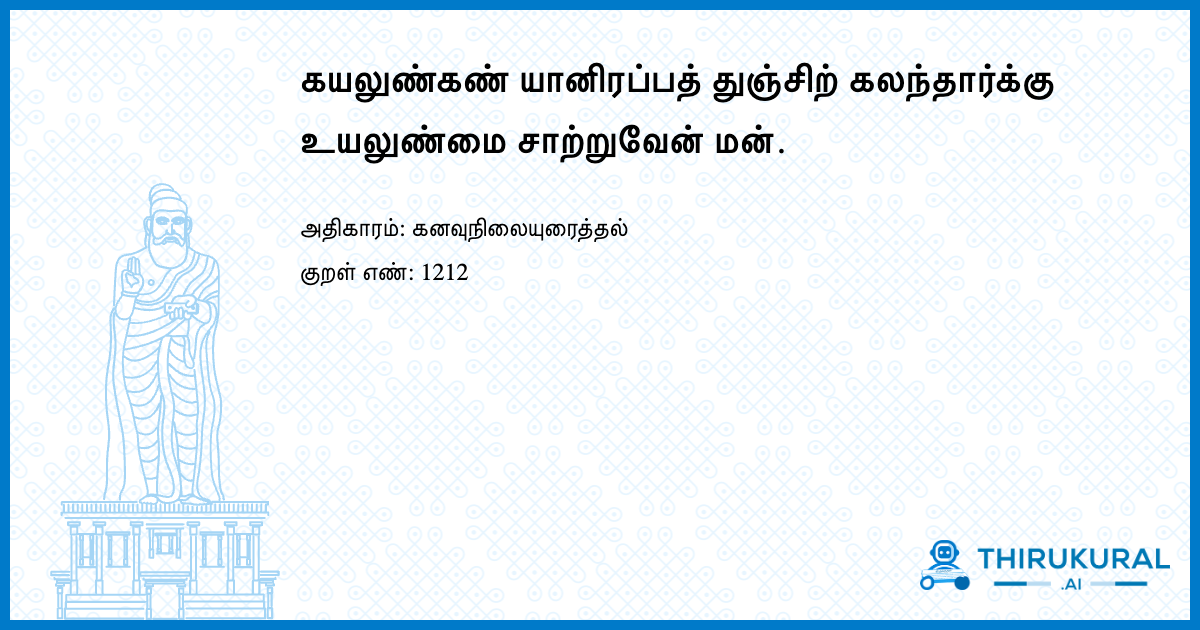 கயலுண்கண் யானிரப்பத் துஞ்சிற் கலந்தார்க்கு
உயலுண்மை சாற்றுவேன் மன்.
அதிகாரம்: கனவுநிலையுரைத்தல்
குறள் எண்: 1212
THIRUKURAL
.AI